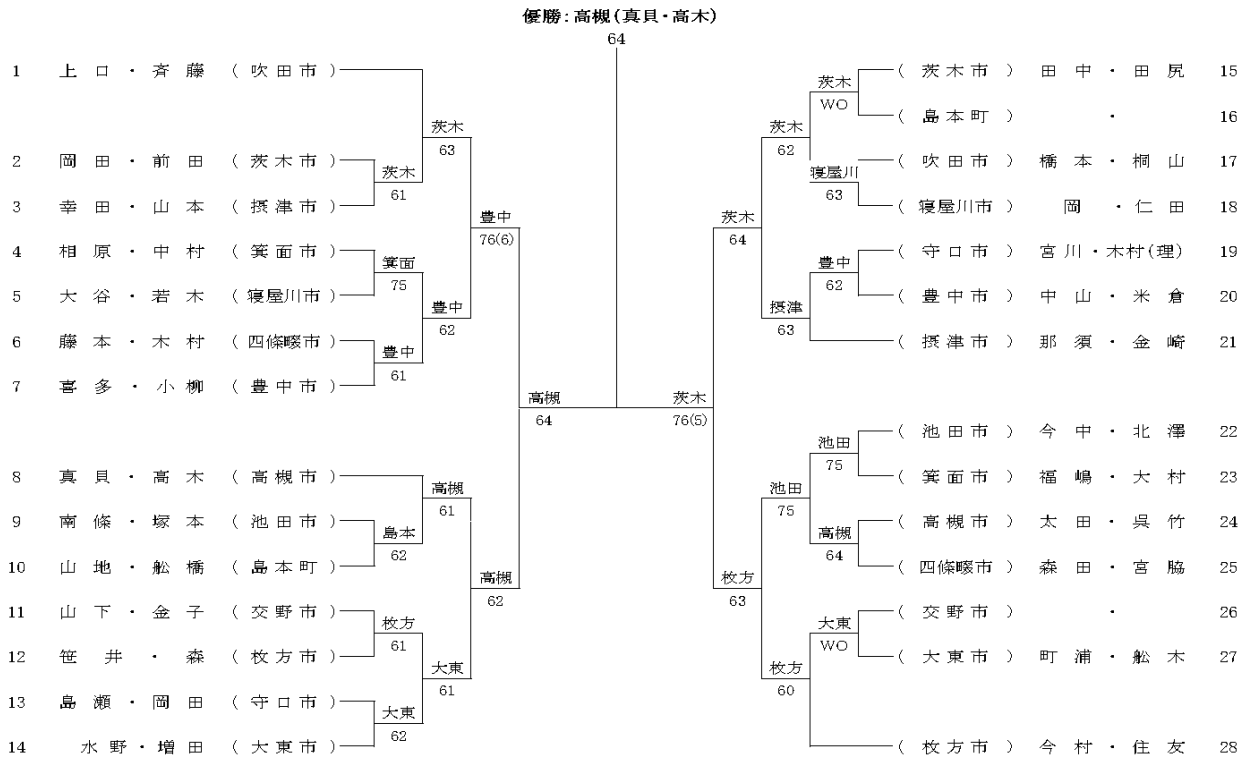 優勝:高槻(真貝・高木)
64
1 上口・斉藤 (吹田市)
2 岡田・前田 (茨木市)
3 幸田・山本 (摂津市)
4 相原・中村 (箕面市)
5 大谷・若木 (寝屋川市)
6 藤本・木村 (四條畷市)
7 喜多・小柳 (豊中市)
8 真貝・高木 (高槻市)
9 南條・塚本 (池田市)
10 山地・舩橋 (島本町)
11 山下・金子 (交野市)
12 笹井・森 (枚方市)
13 島瀬・岡田 (守口市)
14 水野・増田 (大東市)
茨木
61
箕面
75
豊中
61
島本
62
枚方
61
大東
62
茨木
63
豊中
62
高槻
61
大東
61
豊中
76(6)
高槻
62
高槻
64
茨木
76(5)
茨木
64
枚方
63
茨木
62
摂津
63
池田
75
枚方
60
茨木
WO
寝屋川
63
豊中
62
池田
75
高槻
64
大東
WO
(茨木市) 田中・田尻 15
(島本町) ・ 16
(吹田市) 橋本・桐山 17
(寝屋川市) 岡・仁田 18
(守口市) 宮川・木村(理) 19
(豊中市) 中山・米倉 20
(摂津市) 那須・金崎 21
(池田市) 今中・北澤 22
(箕面市) 福嶋・大村 23
(高槻市) 太田・呉竹 24
(四條畷市) 森田・宮脇 25
(交野市) ・ 26
(大東市) 町浦・舩木 27
(枚方市) 今村・住友 28